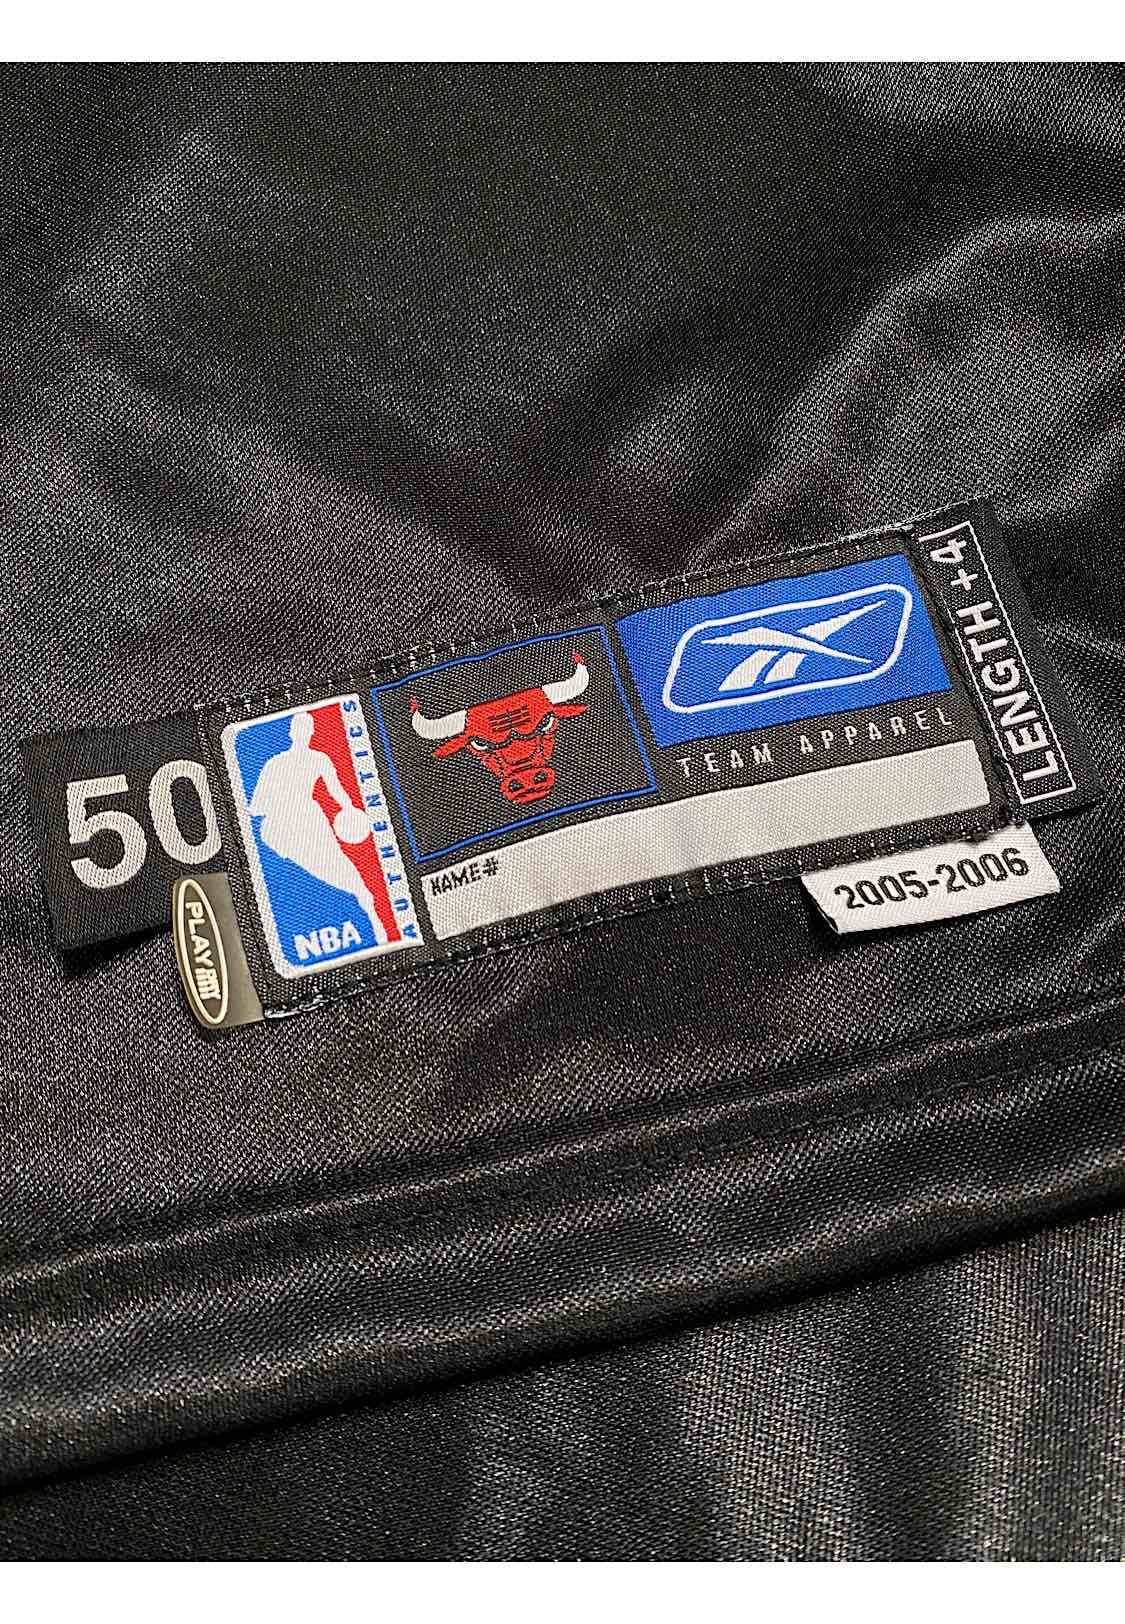 50
PLAYDRY
NBA
AUTHENTICS
TEAM APPAREL
NAME#
LENGTH +4
2005-2006